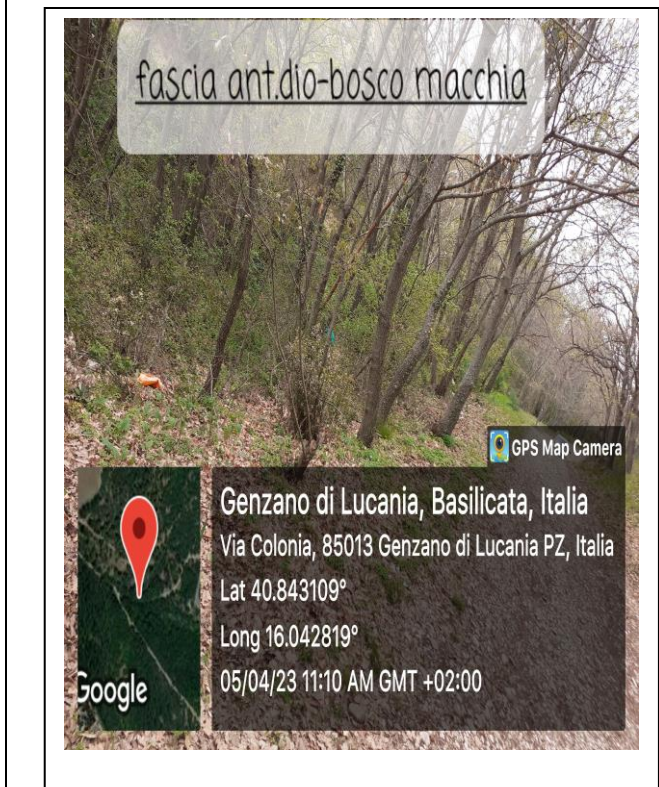 fascia ant.dio-bosco macchia
GPS Map Camera
Genzano di Lucania, Basilicata, Italia
Via Colonia, 85013 Genzano di Lucania PZ, Italia
Lat 40.843109°
Long 16.042819°
05/04/23 11:10 AM GMT +02:00
Google